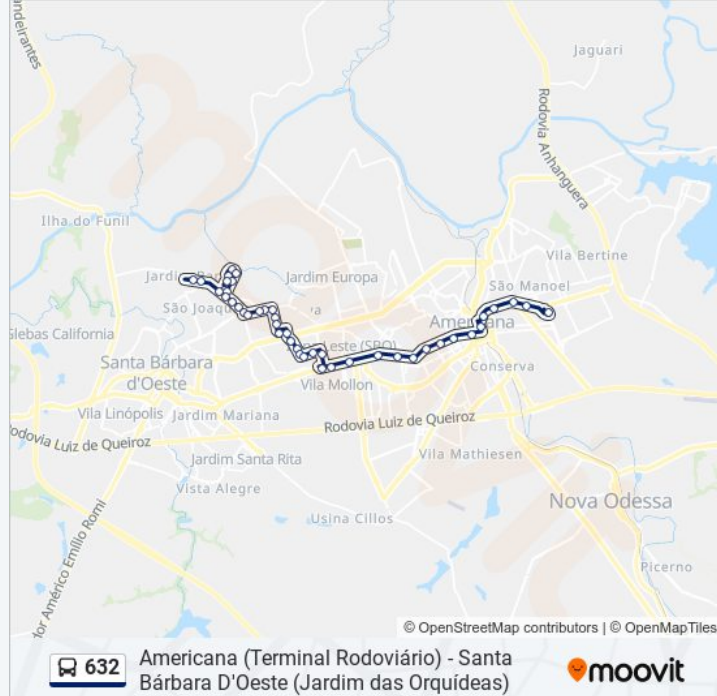 andeirantes
Jaguari
Rodovia Anhanguera
Ilha do Funil
Vila Bertine
Jardim Europa
São Manoel
São Joaq
va
Americana
Glebas California
Leste (SBO)
Santa Bárbara
d'Oeste
Conserva
Vila Mollon
Vila Linópolis
Jardim Mariana
Rodovia Luiz de Queiroz
Rodovia Luiz de Queiroz
Jardim Santa Rita
Vila Mathiesen
Vista Alegre
Nova Odessa
Usina Cillos
Picerno
dor Américo Emílio Romi
© OpenStreetMap contributors | © OpenMapTiles
632
Americana (Terminal Rodoviário) - Santa
Bárbara D'Oeste (Jardim das Orquídeas)
moovit